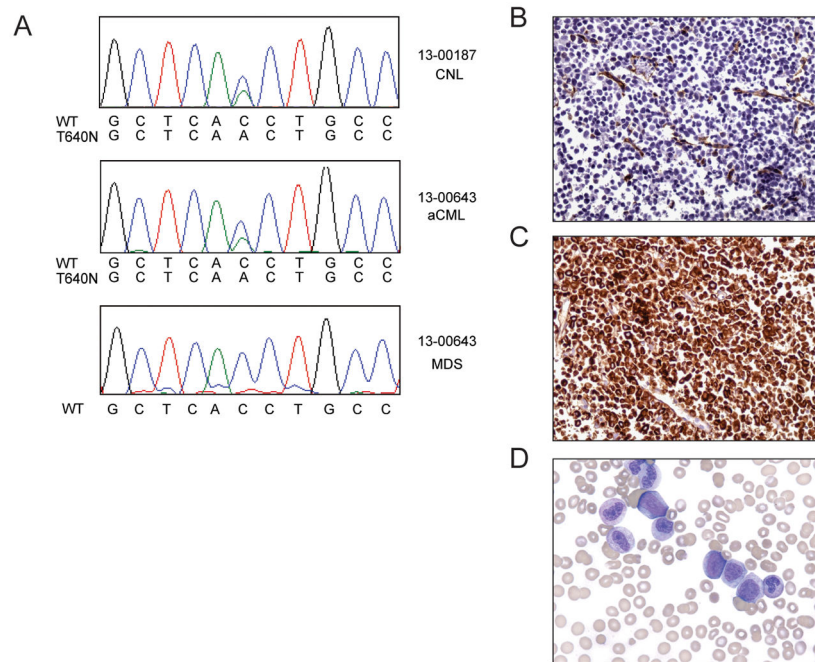 A
13-00187
CNL
WT G C T C A C C T G C C
T640N G C T C A A C T G C C
13-00643
aCML
WT G C T C A C C T G C C
T640N G C T C A A C T G C C
13-00643
MDS
WT G C T C A C C T G C C
B
C
D